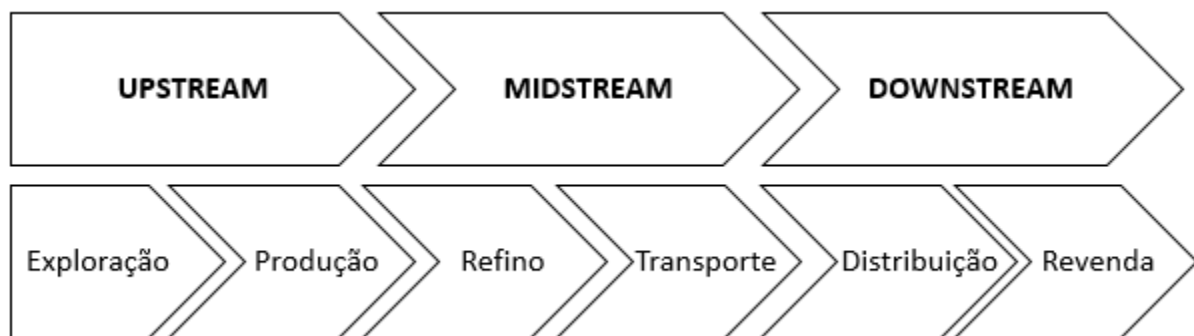 UPSTREAM MIDSTREAM DOWNSTREAM
Exploração Produção Refino Transporte Distribuição Revenda